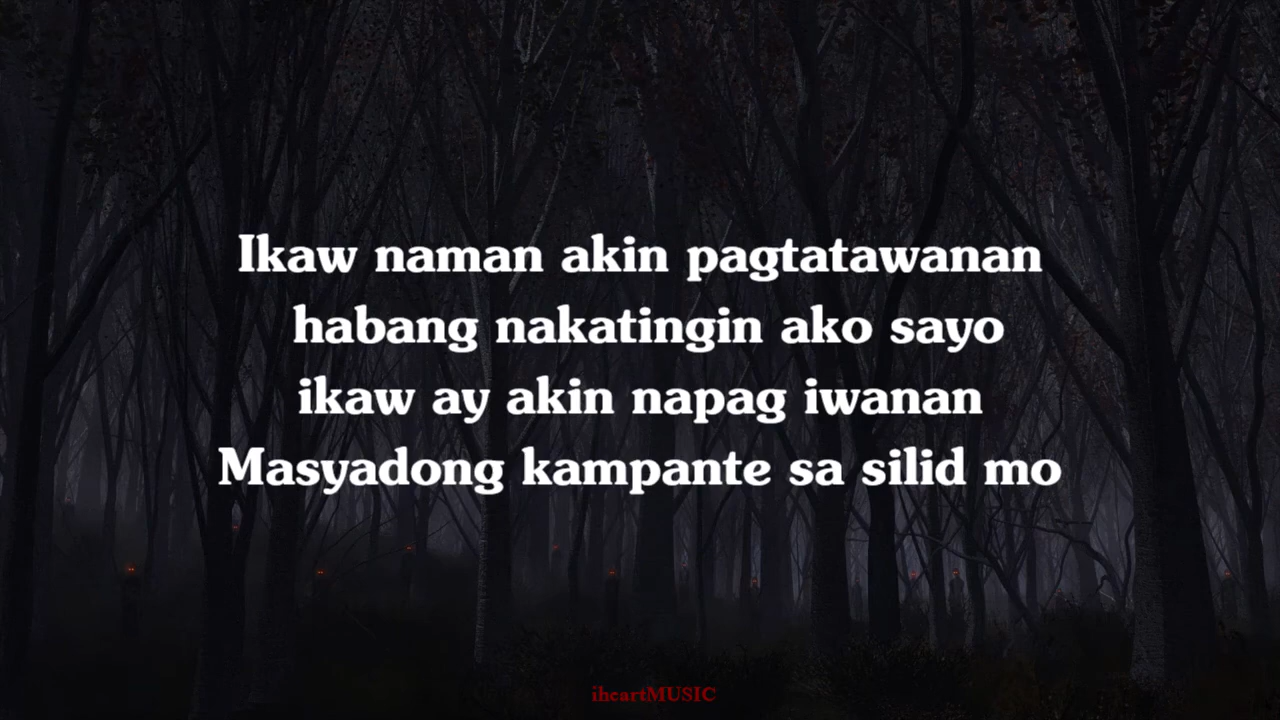 Ikaw naman akin pagtatawanan
habang nakatingin ako sayo
ikaw ay akin napag iwanan
Masyadong kampante sa silid mo
iheartMUSIC